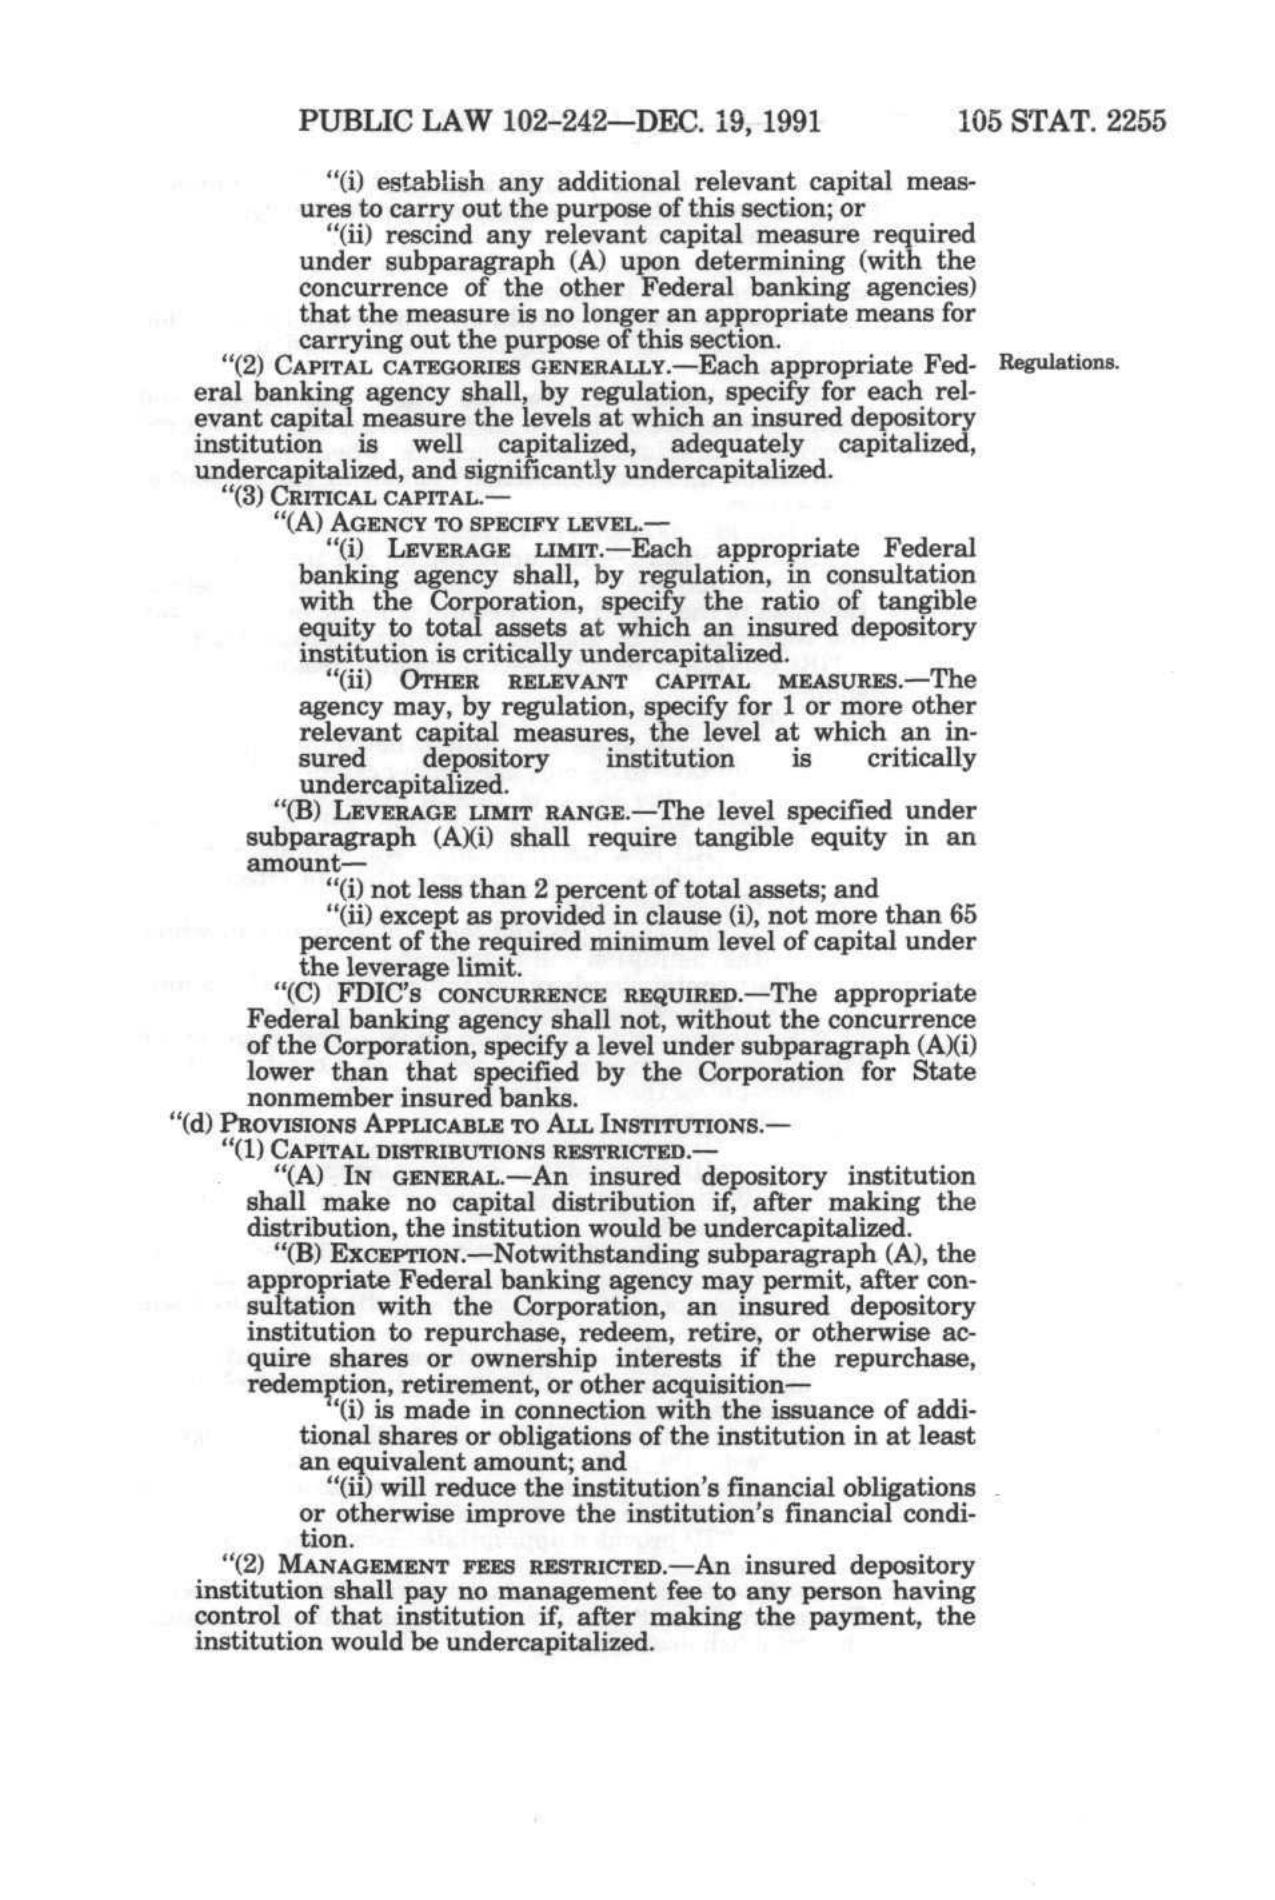 PUBLIC LAW 102-242—DEC. 19, 1991 105 STAT. 2255
"(i) establish any additional relevant capital meas-
ures to carry out the purpose of this section; or
"(ii) rescind any relevant capital measure required
under subparagraph (A) upon determining (with the
concurrence of the other Federal banking agencies)
that the measure is no longer an appropriate means for
carrying out the purpose of this section.
"(2) CAPITAL CATEGORIES GENERALLY.—Each appropriate Fed- Regulations.
eral banking agency shall, by regulation, specify for each rel-
evant capital measure the levels at which an insured depository
institution is well capitalized, adequately capitalized,
undercapitalized, and significantly undercapitalized.
"(3) CRITICAL CAPITAL.—
"(A) AGENCY TO SPECIFY LEVEL.—
"(i) LEVERAGE LIMIT.—Each appropriate Federal
banking agency shall, by regulation, in consultation
with the Corporation, specify the ratio of tangible
equity to total assets at which an insured depository
institution is critically undercapitalized.
"(ii) OTHER RELEVANT CAPITAL MEASURES.—The
agency may, by regulation, specify for 1 or more other
relevant capital measures, the level at which an in-
sured depository institution is critically
undercapitalized.
"(B) LEVERAGE LIMIT RANGE.—The level specified under
subparagraph (A)(i) shall require tangible equity in an
amount—
"(i) not less than 2 percent of total assets; and
"(ii) except as provided in clause (i), not more than 65
percent of the required minimum level of capital under
the leverage limit.
"(C) FDIC'S CONCURRENCE REQUIRED.—The appropriate
Federal banking agency shall not, without the concurrence
of the Corporation, specify a level under subparagraph (A)(i)
lower than that specified by the Corporation for State
nonmember insured banks.
"(d) PROVISIONS APPLICABLE TO ALL INSTITUTIONS.—
"(1) CAPITAL DISTRIBUTIONS RESTRICTED.—
"(A) IN GENERAL.—An insured depository institution
shall make no capital distribution if, after making the
distribution, the institution would be undercapitalized.
"(B) EXCEPTION.—Notwithstanding subparagraph (A), the
appropriate Federal banking agency may permit, after con-
sultation with the Corporation, an insured depository
institution to repurchase, redeem, retire, or otherwise ac-
quire shares or ownership interests if the repurchase,
redemption, retirement, or other acquisition—
"(i) is made in connection with the issuance of addi-
tional shares or obligations of the institution in at least
an equivalent amount; and
"(ii) will reduce the institution's financial obligations
or otherwise improve the institution's financial condi-
tion.
"(2) MANAGEMENT FEES RESTRICTED.—An insured depository
institution shall pay no management fee to any person having
control of that institution if, after making the payment, the
institution would be undercapitalized.